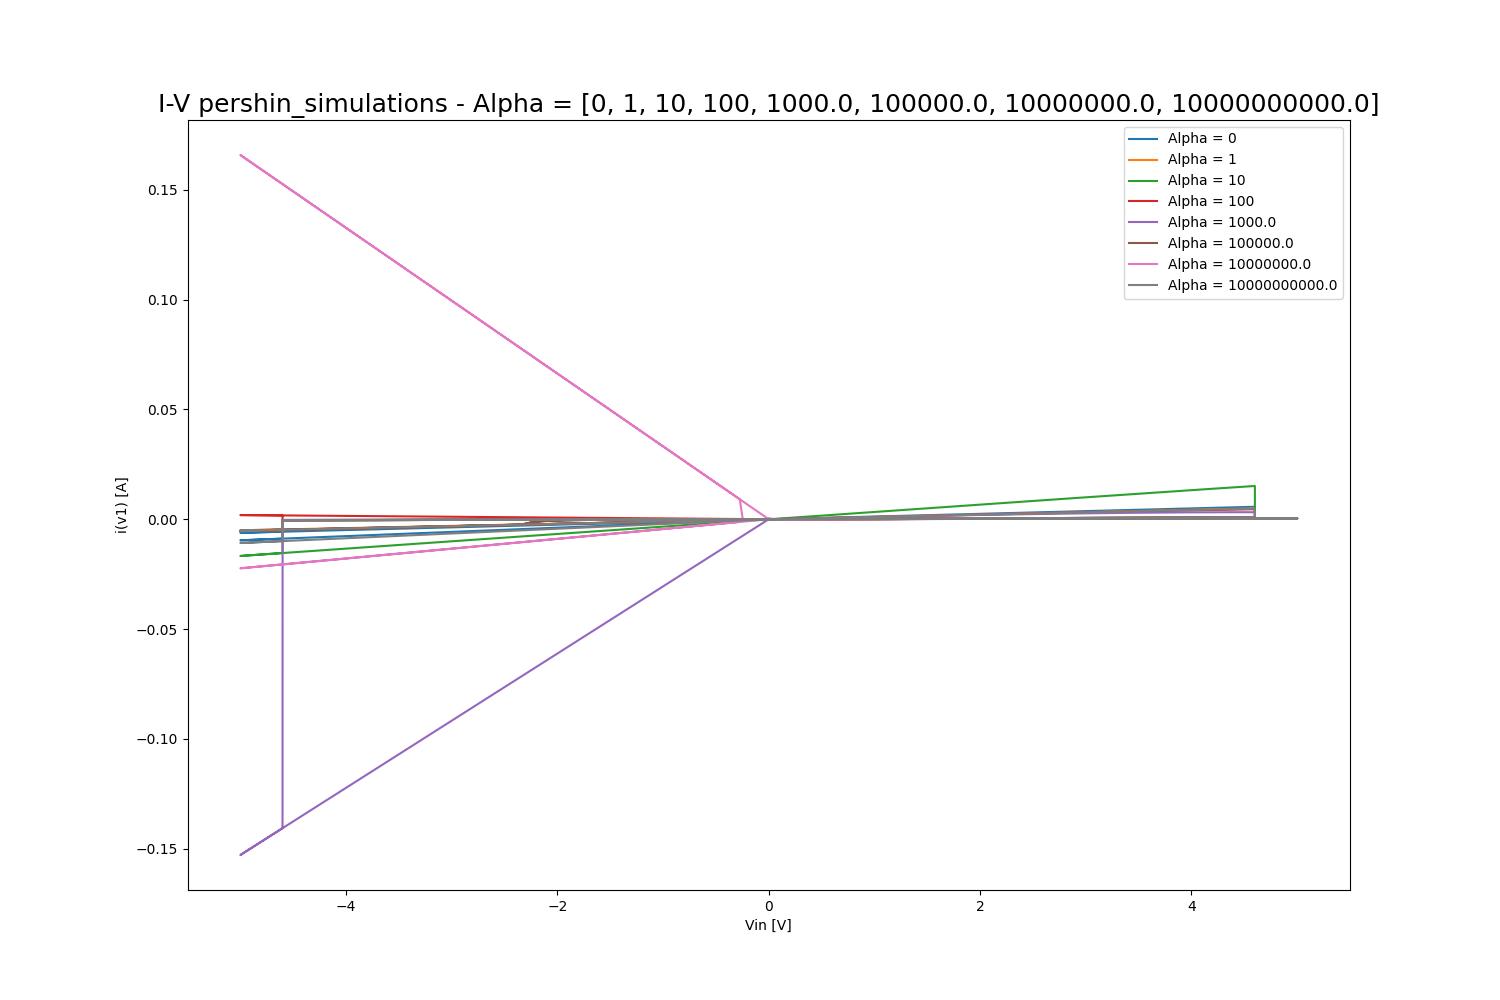 I-V pershin_simulations - Alpha = [0, 1, 10, 100, 1000.0, 100000.0, 10000000.0, 10000000000.0]
Alpha = 0
Alpha = 1
Alpha = 10
Alpha = 100
Alpha = 1000.0
Alpha = 100000.0
Alpha = 10000000.0
Alpha = 10000000000.0
0.15
0.10
0.05
0.00
−0.05
−0.10
−0.15
i(v1) [A]
−4
−2
0
2
4
Vin [V]